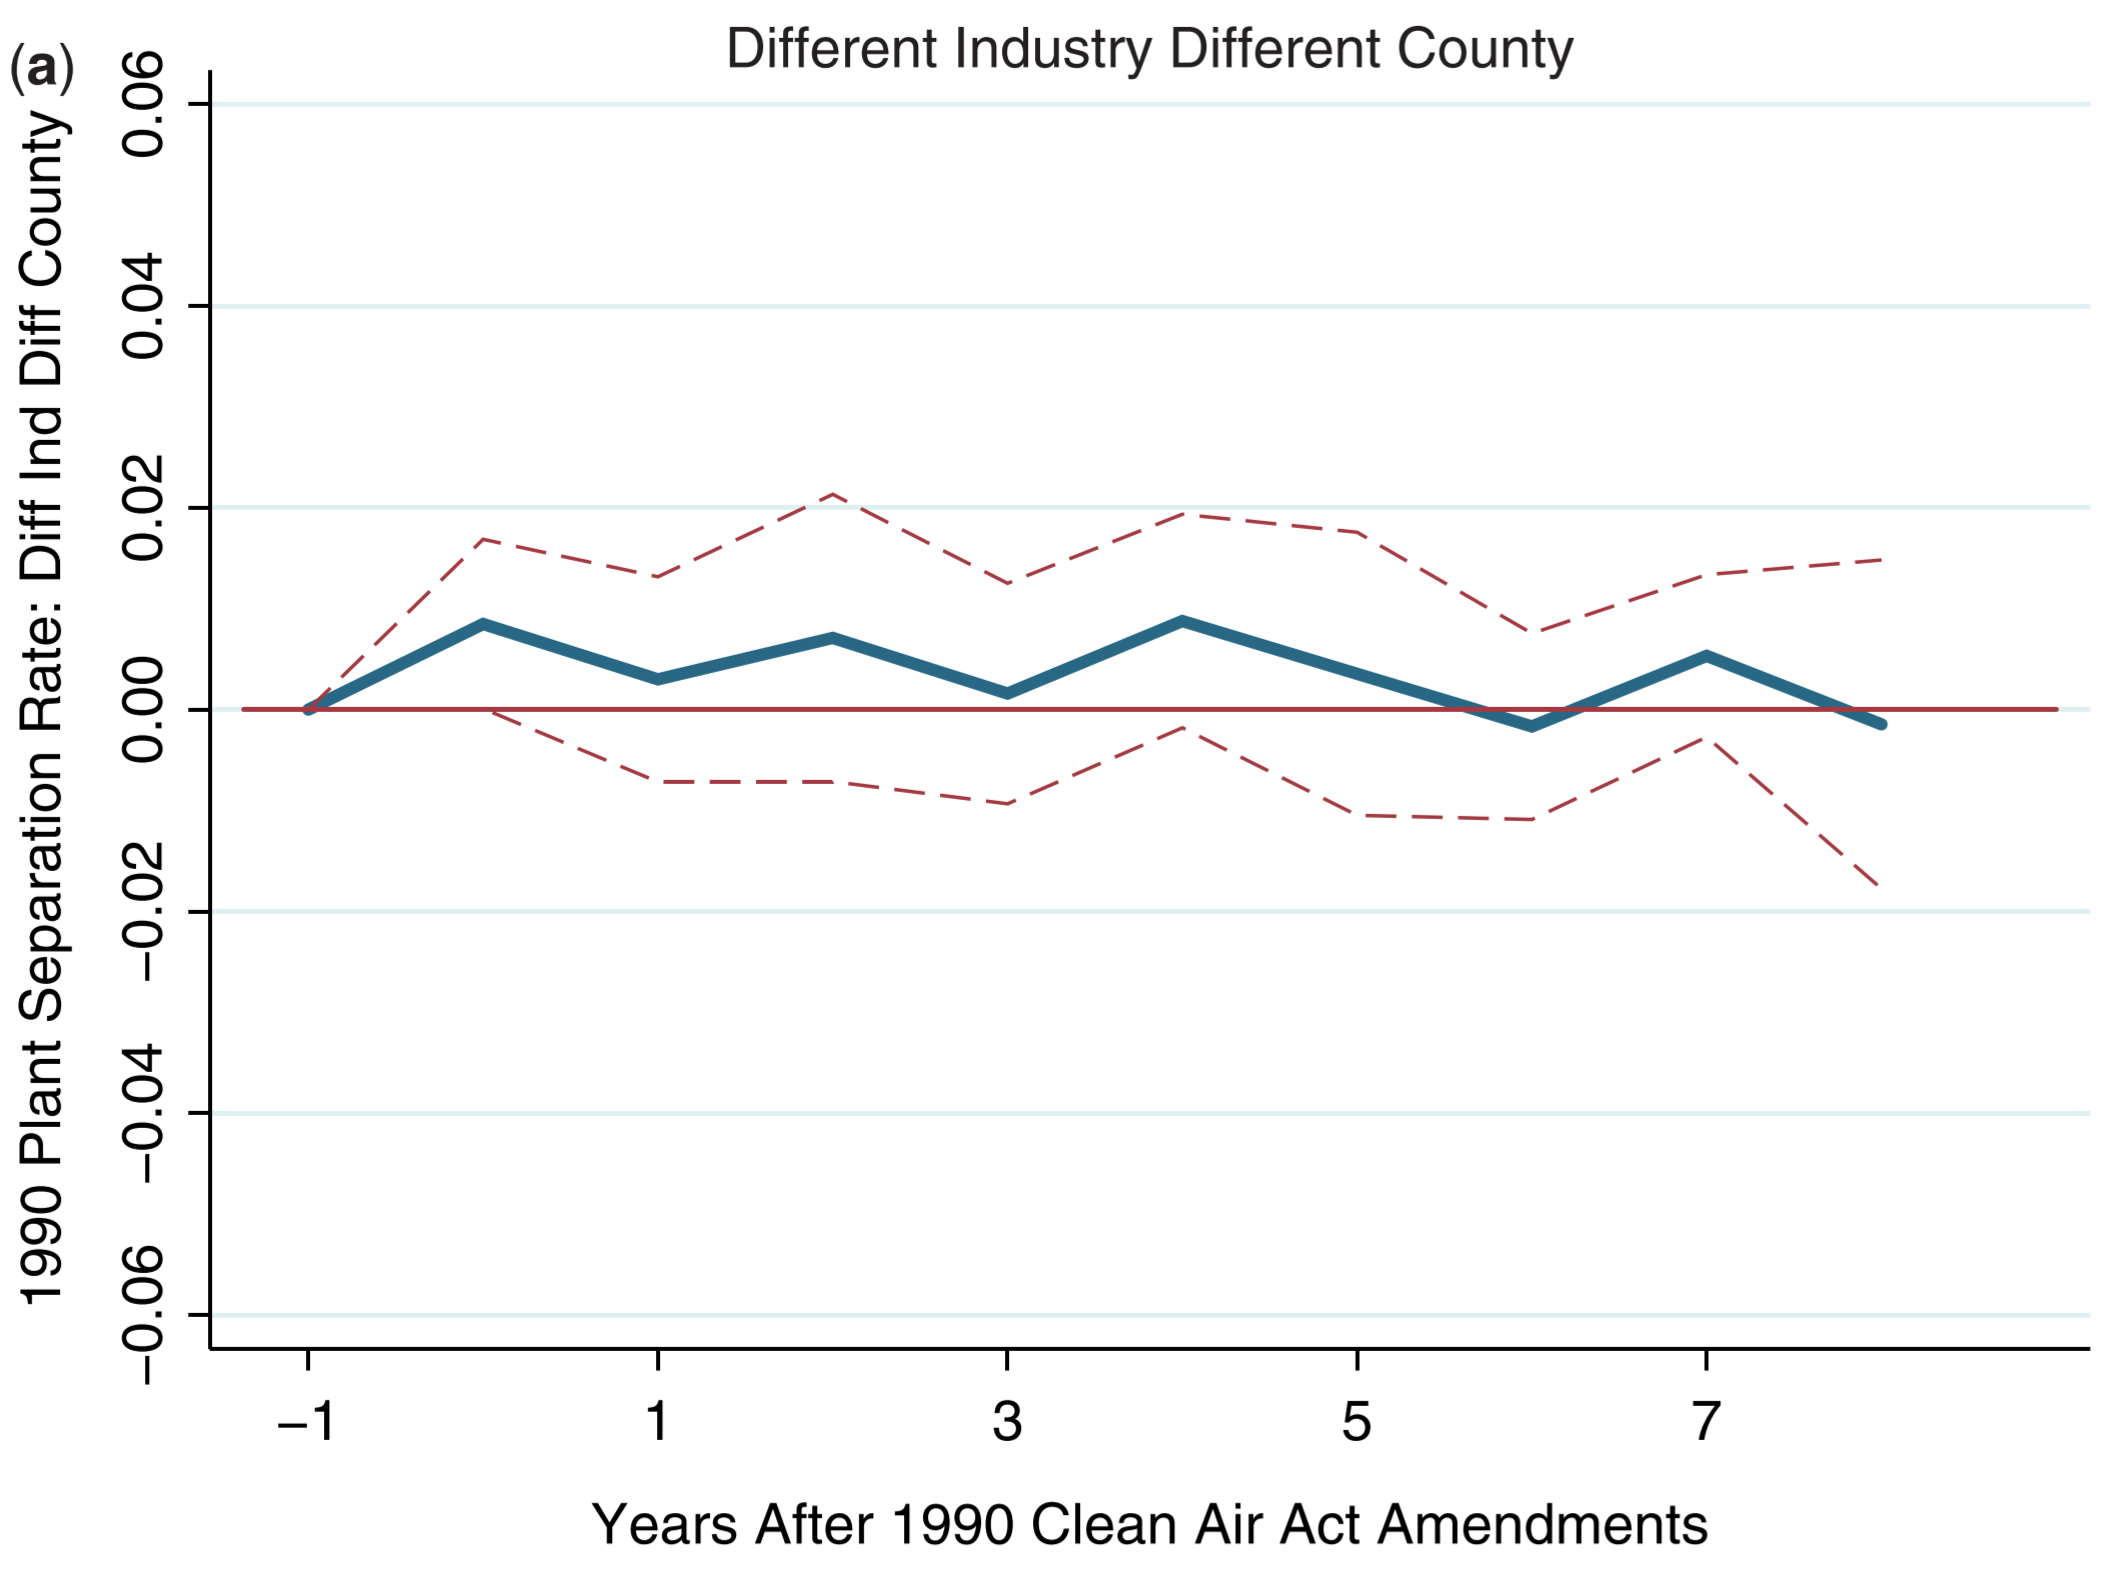 (a)
Different Industry Different County
1990 Plant Separation Rate: Diff Ind Diff County
0.06
0.04
0.02
0.00
−0.02
−0.04
−0.06
−1 1 3 5 7
Years After 1990 Clean Air Act Amendments